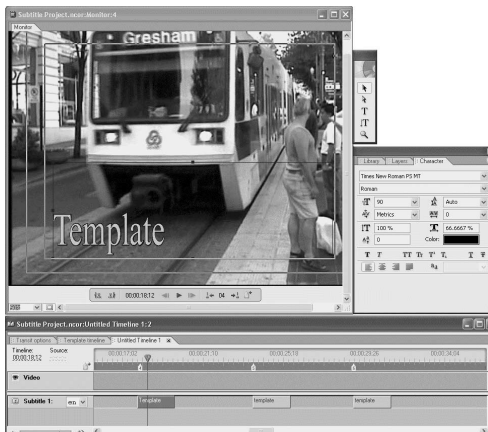 Subtitle Project.ncor:Monitor:4
Monitor
Gresham
Template
00;00;18;12
04
Library
Layers
Character
Times New Roman PS MT
Roman
90
Auto
Metrics
0
100 %
66.6667 %
0
Color:
Subtitle Project.ncor:Untitled Timeline 1:2
Transit options
Template timeline
Untitled Timeline 1
Timeline:
Source:
00;00;18;12
00;00;17;02
00;00;21;10
00;00;25;18
00;00;29;26
00;00;34;04
Video
Subtitle 1:
en
Template
template
template